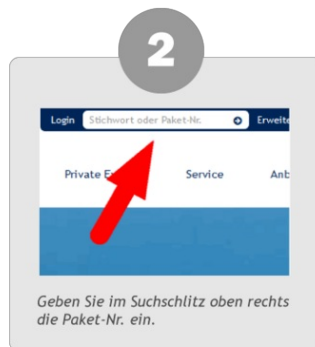 2
Login Stichwort oder Paket-Nr. Erweite
Private Service Anb
Geben Sie im Suchschlitz oben rechts
die Paket-Nr. ein.